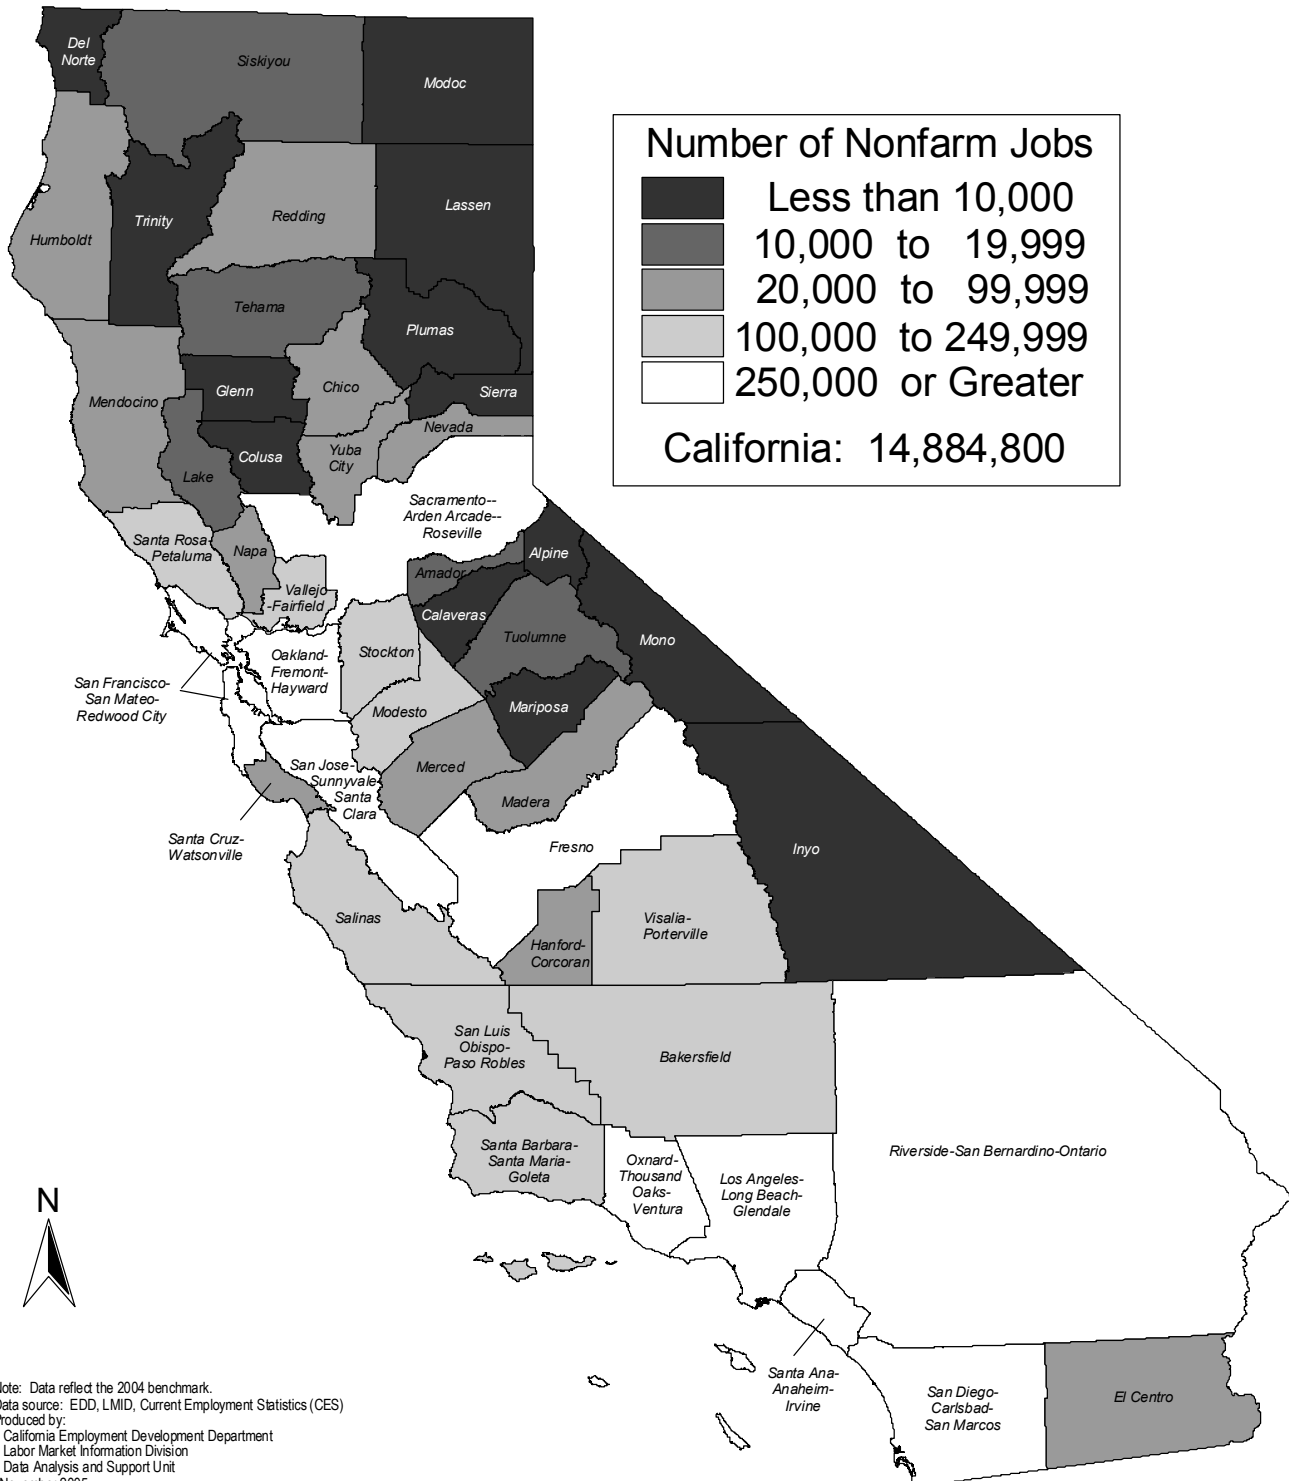 Del
Norte
Siskiyou
Modoc
Number of Nonfarm Jobs
Less than 10,000
10,000 to 19,999
20,000 to 99,999
100,000 to 249,999
250,000 or Greater
California: 14,884,800
Humboldt
Trinity
Redding
Lassen
Tehama
Plumas
Mendocino
Glenn
Chico
Sierra
Nevada
Colusa
Yuba
City
Lake
Sacramento--
Arden Arcade--
Roseville
Santa Rosa-
Petaluma
Napa
Vallejo
-Fairfield
Amador
Alpine
Calaveras
Tuolumne
Mono
Oakland-
Fremont-
Hayward
Stockton
San Francisco-
San Mateo-
Redwood City
Modesto
Mariposa
San Jose-
Sunnyvale-
Santa
Clara
Merced
Madera
Santa Cruz-
Watsonville
Fresno
Inyo
Salinas
Hanford-
Corcoran
Visalia-
Porterville
San Luis
Obispo-
Paso Robles
Bakersfield
Santa Barbara-
Santa Maria-
Goleta
Oxnard-
Thousand
Oaks-
Ventura
Los Angeles-
Long Beach-
Glendale
Riverside-San Bernardino-Ontario
N
Santa Ana-
Anaheim-
Irvine
San Diego-
Carlsbad-
San Marcos
El Centro
Note: Data reflect the 2004 benchmark.
Data source: EDD, LMID, Current Employment Statistics (CES)
Produced by:
California Employment Development Department
Labor Market Information Division
Data Analysis and Support Unit
November 2005